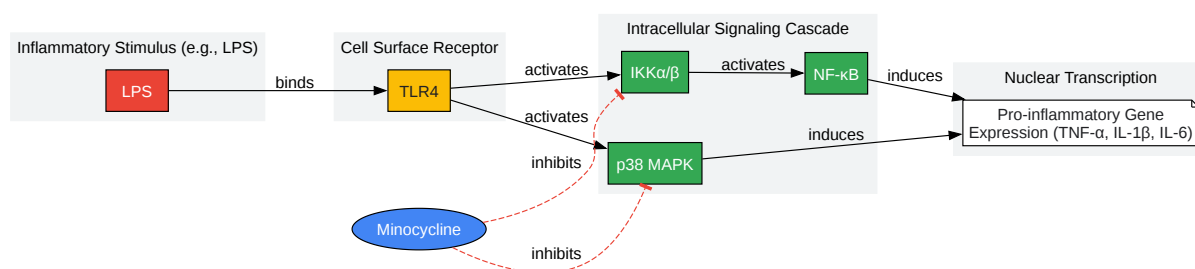 Inflammatory Stimulus (e.g., LPS)
LPS
binds
Cell Surface Receptor
TLR4
activates
activates
Intracellular Signaling Cascade
IKKα/β
activates
NF-κB
p38 MAPK
induces
induces
Nuclear Transcription
Pro-inflammatory Gene
Expression (TNF-α, IL-1β, IL-6)
inhibits
Minocycline
inhibits